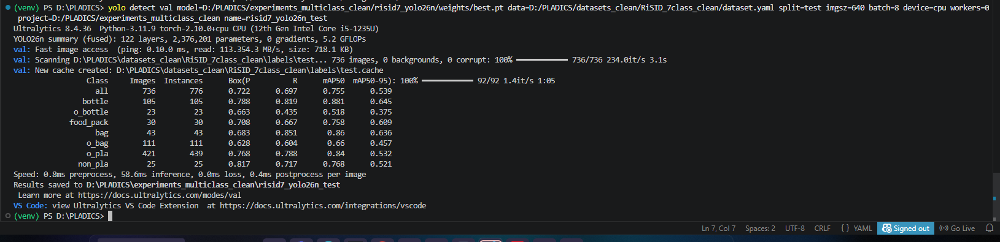 (venv) PS D:\PLADICS> yolo detect val model=D:/PLADICS/experiments_multiclass_clean/risid7_yolo26n/weights/best.pt data=D:/PLADICS/datasets_clean/RiSID_7class_clean/dataset.yaml split=test imgsz=640 batch=8 device=cpu workers=0
project=D:/PLADICS/experiments_multiclass_clean name=risid7_yolo26n_test
Ultralytics 8.4.36 Python-3.11.9 torch-2.10.0+cpu CPU (12th Gen Intel Core i5-1235U)
YOLO26n summary (fused): 122 layers, 2,376,201 parameters, 0 gradients, 5.2 GFLOPs
val: Fast image access (ping: 0.10.0 ms, read: 113.354.3 MB/s, size: 718.1 KB)
val: Scanning D:\PLADICS\datasets_clean\RiSID_7class_clean\labels\test... 736 images, 0 backgrounds, 0 corrupt: 100% ━━━━━━━━━━━━ 736/736 234.0it/s 3.1s
val: New cache created: D:\PLADICS\datasets_clean\RiSID_7class_clean\labels\test.cache
Class Images Instances Box(P R mAP50 mAP50-95): 100% ━━━━━━━━━━━━ 92/92 1.4it/s 1:05
all 736 776 0.722 0.697 0.755 0.539
bottle 105 105 0.788 0.819 0.881 0.645
o_bottle 23 23 0.663 0.435 0.518 0.375
food_pack 30 30 0.708 0.667 0.758 0.609
bag 43 43 0.683 0.851 0.86 0.636
o_bag 111 111 0.628 0.604 0.66 0.457
o_pla 421 439 0.768 0.788 0.84 0.532
non_pla 25 25 0.817 0.717 0.768 0.521
Speed: 0.8ms preprocess, 58.6ms inference, 0.0ms loss, 0.4ms postprocess per image
Results saved to D:\PLADICS\experiments_multiclass_clean\risid7_yolo26n_test
Learn more at https://docs.ultralytics.com/modes/val
VS Code: view Ultralytics VS Code Extension at https://docs.ultralytics.com/integrations/vscode
(venv) PS D:\PLADICS>
Ln 7, Col 7 Spaces: 2 UTF-8 CRLF { } YAML Signed out Go Live